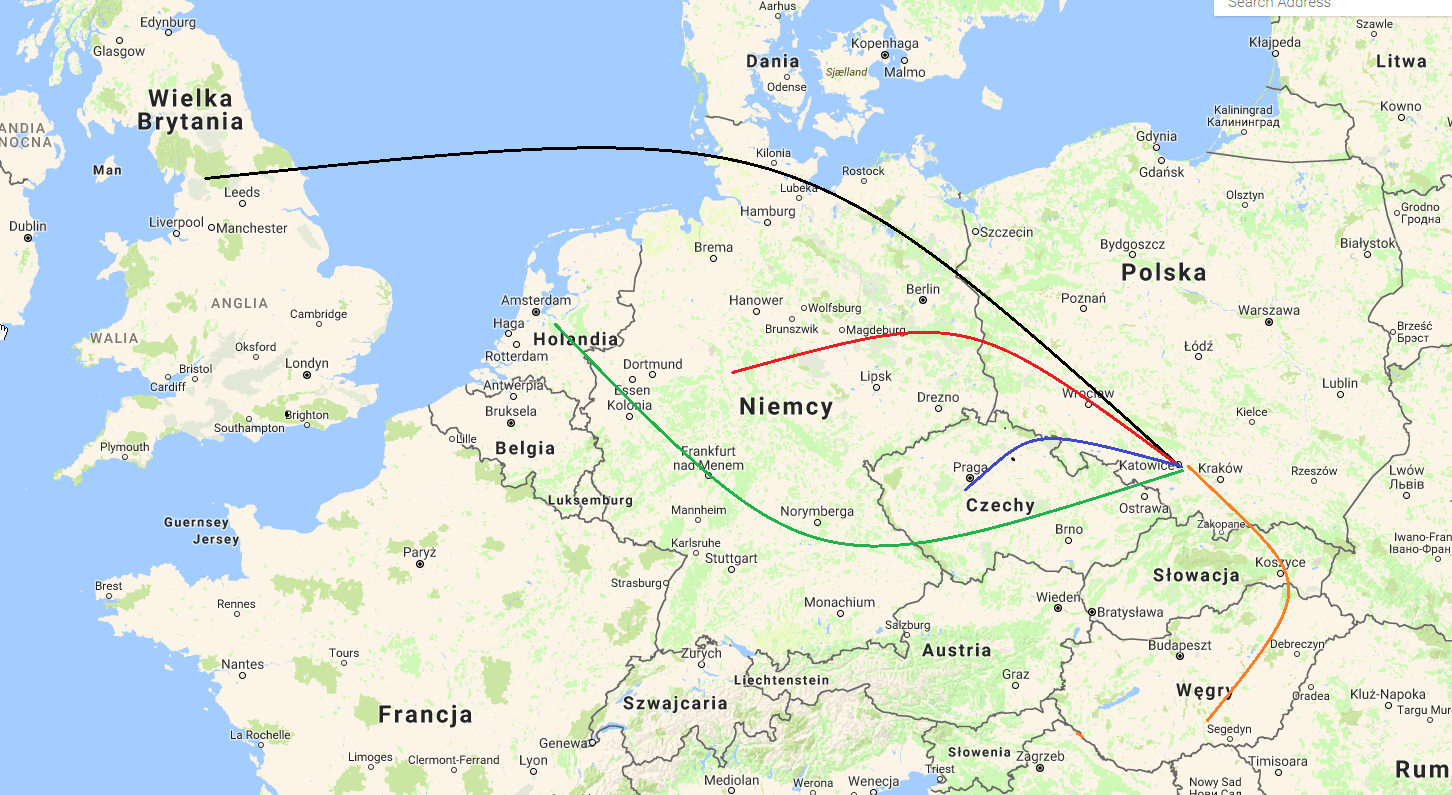 Search Address
Aarhus
Szawle
Edynburg
Glasgow
Kopenhaga
Kłajpeda
Dania
Malmo
Litwa
Sjælland
Odense
Wielka
Brytania
Kaliningrad
Калининград
Kowno
ANDIA
NOCNA
Gdynia
Gdańsk
Man
Kilonia
Rostock
Lubeka
Leeds
Olsztyn
Grodno
Гродна
Liverpool
Manchester
Hamburg
Dublin
Szczecin
Brema
Bydgoszcz
Białystok
Polska
ANGLIA
Amsterdam
Hanower
Wolfsburg
Berlin
Poznań
Cambridge
Warszawa
Haga
Holandia
Brunszwik
Magdeburg
Brześć
Брэст
WALIA
Oksford
Rotterdam
Łódź
Bristol
Londyn
Dortmund
Cardiff
Antwerpia
Essen
Lipsk
Lublin
Kolonia
Wrocław
Drezno
Niemcy
Bruksela
Brighton
Southampton
Kielce
Plymouth
Lille
Belgia
Frankfurt
nad Menem
Praga
Katowice
Kraków
Rzeszów
Lwów
Львів
Luksemburg
Czechy
Mannheim
Norymberga
Ostrawa
Guernsey
Jersey
Zakopane
Brno
Karlsruhe
Iwano-Fran
Івано-Фран
Paryż
Stuttgart
Koszyce
Słowacja
Brest
Strasburg
Rennes
Monachium
Wiedeń
Bratysława
Salzburg
Tours
Zurych
Budapeszt
Debreczyn
Nantes
Austria
Liechtenstein
Graz
Węgry
Oradea
Kluż-Napoka
Szwajcaria
Targu Mur
Francja
La Rochelle
Segedyn
Genewa
Słowenia
Zagrzeb
Limoges
Clermont-Ferrand
Lyon
Timisoara
Triest
Rum
Mediolan
Werona
Wenecja
Nowy Sad
Нови Сад